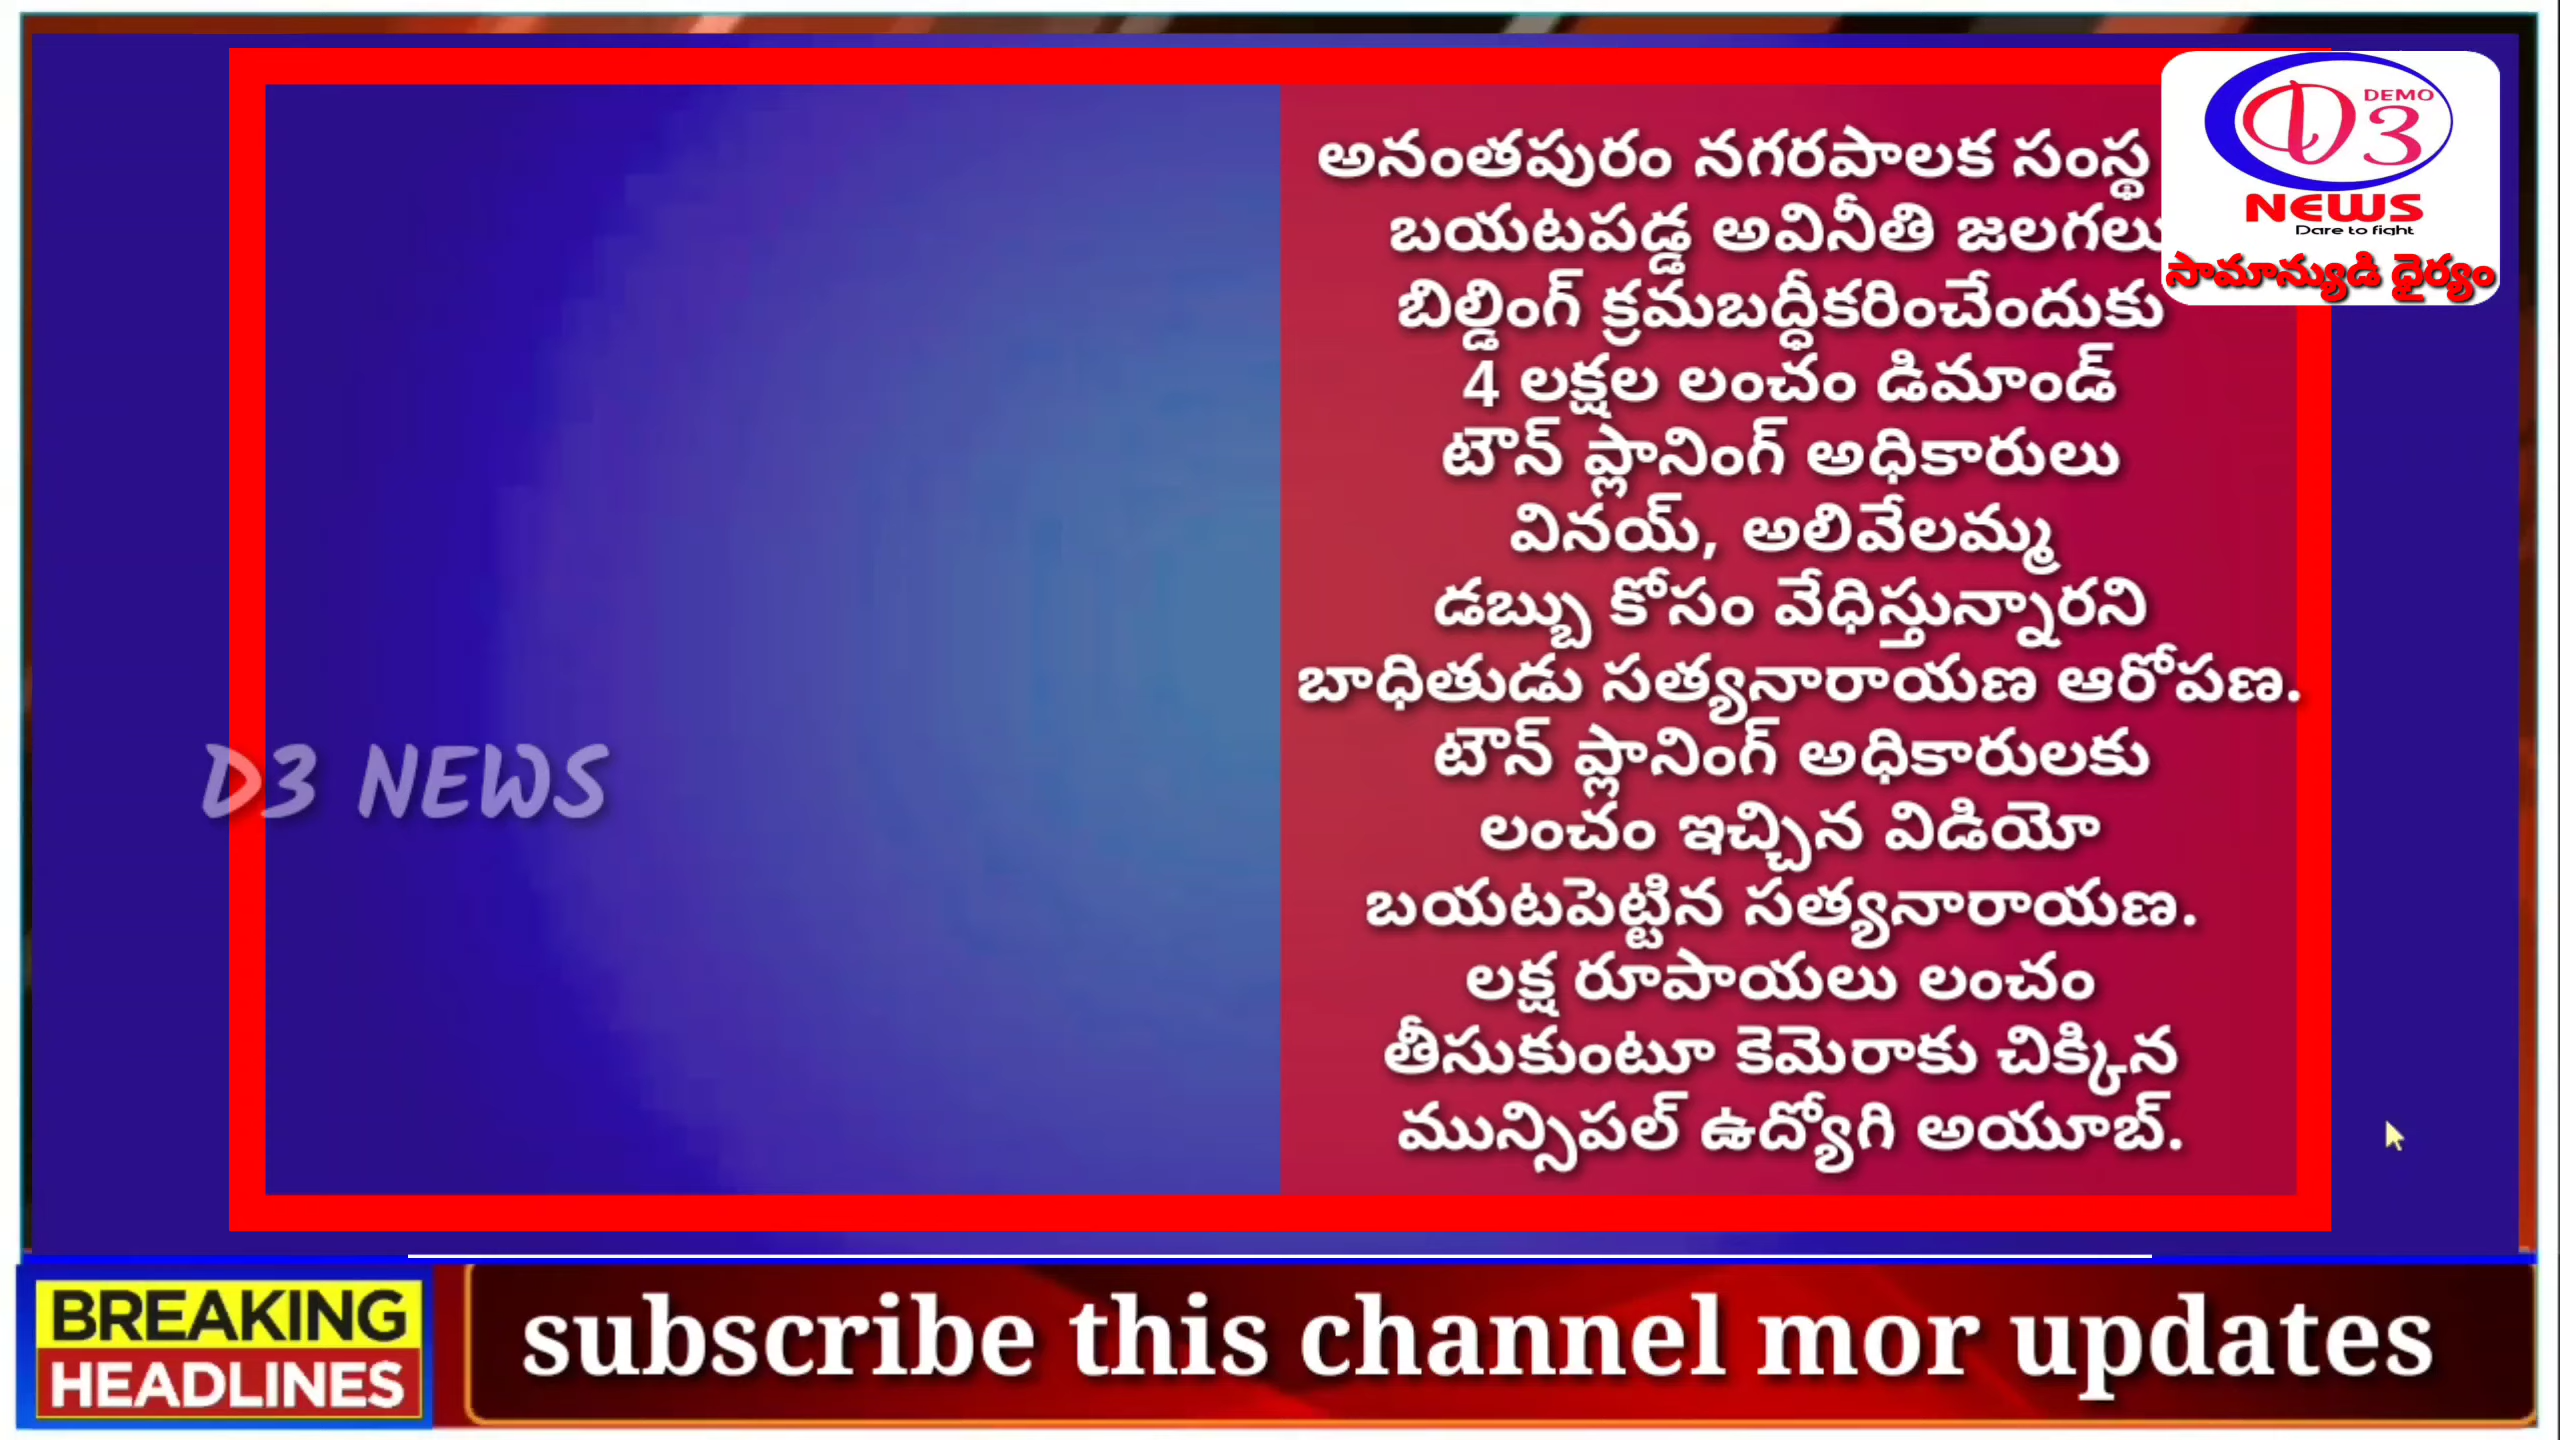 అనంతపురం నగరపాలక సంస్థ
బయటపడ్డ అవినీతి జలగలు
బిల్డింగ్ క్రమబద్ధీకరించేందుకు
4 లక్షల లంచం డిమాండ్
టౌన్ ప్లానింగ్ అధికారులు
వినయ్, అలివేలమ్మ
డబ్బు కోసం వేధిస్తున్నారని
బాధితుడు సత్యనారాయణ ఆరోపణ.
టౌన్ ప్లానింగ్ అధికారులకు
లంచం ఇచ్చిన విడియో
బయటపెట్టిన సత్యనారాయణ.
లక్ష రూపాయలు లంచం
తీసుకుంటూ కెమెరాకు చిక్కిన
మున్సిపల్ ఉద్యోగి అయూబ్.
DEMO
D3
NEWS
Dare to fight
సామాన్యుడి ధైర్యం
D3 NEWS
BREAKING
HEADLINES
subscribe this channel mor updates